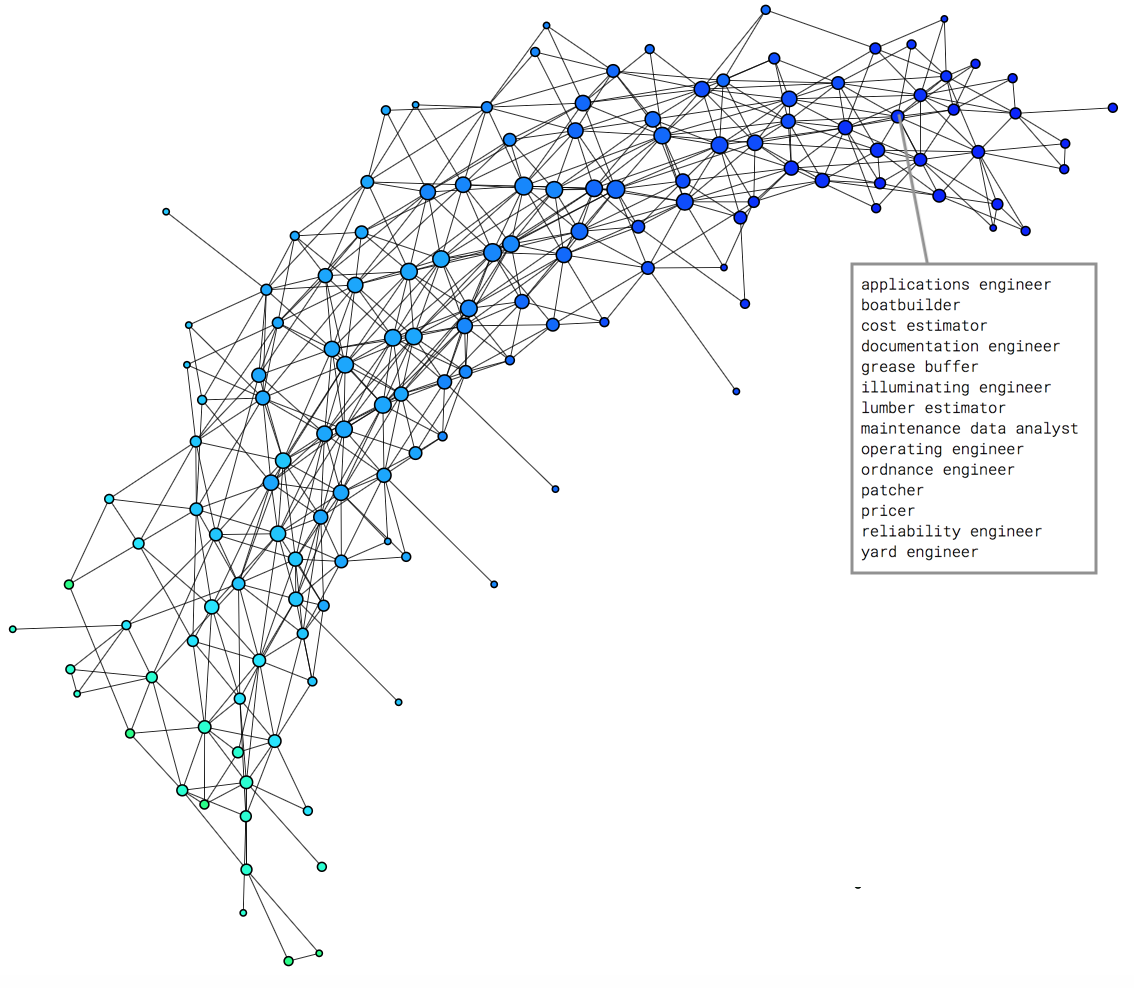 applications engineer
boatbuilder
cost estimator
documentation engineer
grease buffer
illuminating engineer
lumber estimator
maintenance data analyst
operating engineer
ordnance engineer
patcher
pricer
reliability engineer
yard engineer